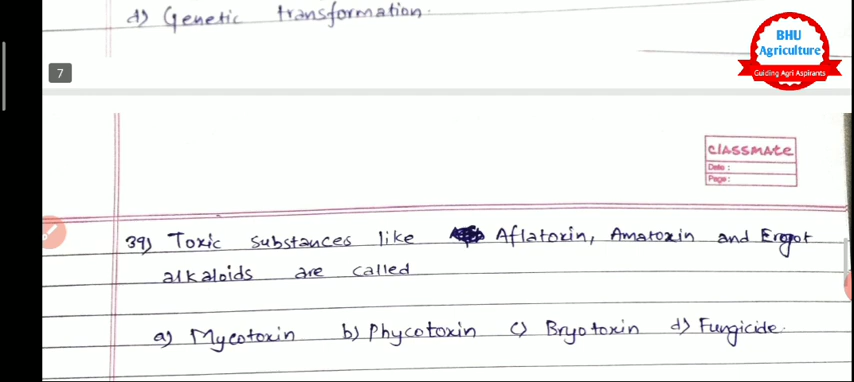 d) Genetic transformation.
BHU
Agriculture
Guiding Agri Aspirants
7
CLASSMATE
Date :
Page :
39) Toxic substances like Aflatoxin, Amatoxin and Ergot
alkaloids are called
a) Mycotoxin b) Phycotoxin c) Bryotoxin d) Fungicide.